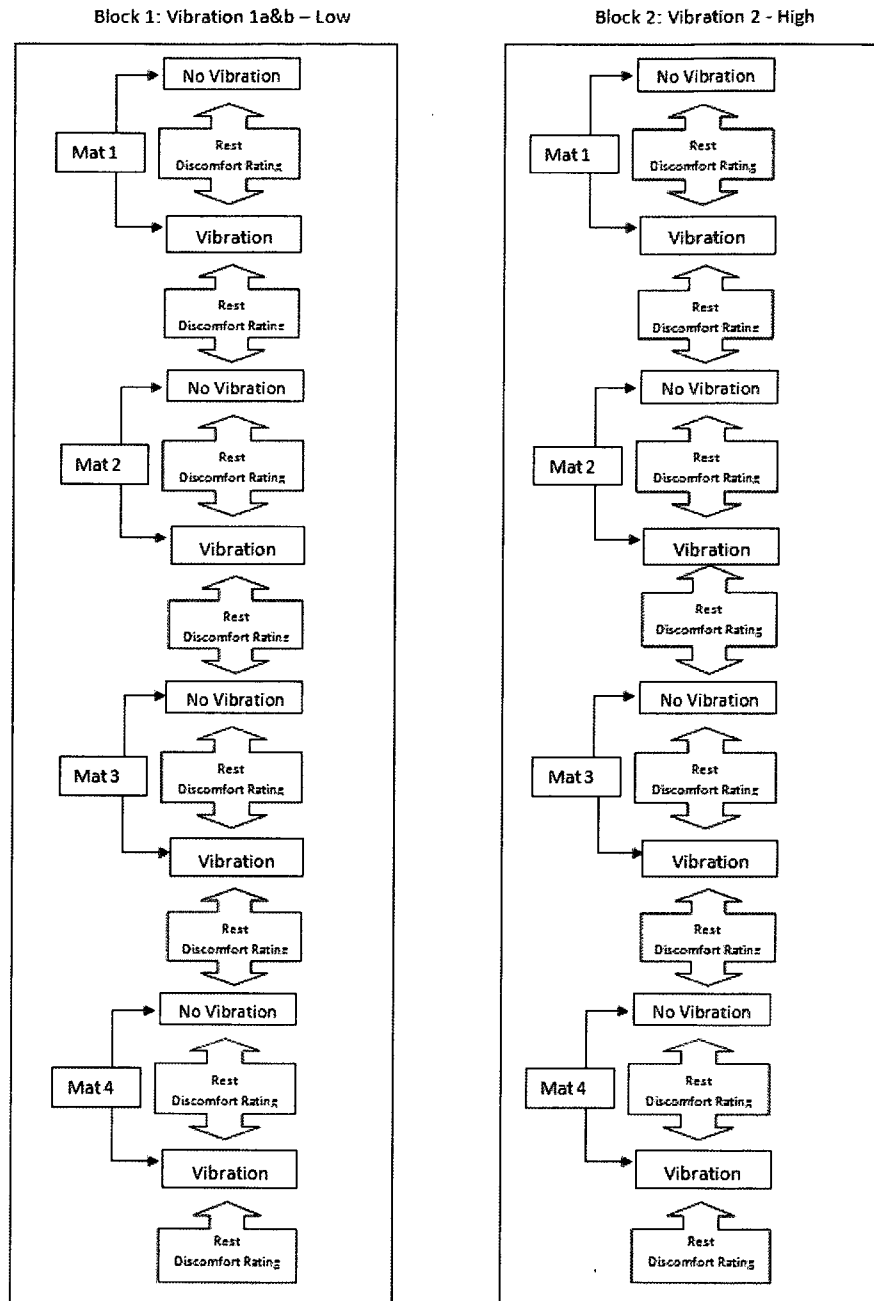 Block 1: Vibration 1a&b – Low
No Vibration
Rest
Discomfort Rating
Mat 1
Vibration
Rest
Discomfort Rating
No Vibration
Rest
Discomfort Rating
Mat 2
Vibration
Rest
Discomfort Rating
No Vibration
Rest
Discomfort Rating
Mat 3
Vibration
Rest
Discomfort Rating
No Vibration
Rest
Discomfort Rating
Mat 4
Vibration
Rest
Discomfort Rating
Block 2: Vibration 2 - High
No Vibration
Rest
Discomfort Rating
Mat 1
Vibration
Rest
Discomfort Rating
No Vibration
Rest
Discomfort Rating
Mat 2
Vibration
Rest
Discomfort Rating
No Vibration
Rest
Discomfort Rating
Mat 3
Vibration
Rest
Discomfort Rating
No Vibration
Rest
Discomfort Rating
Mat 4
Vibration
Rest
Discomfort Rating